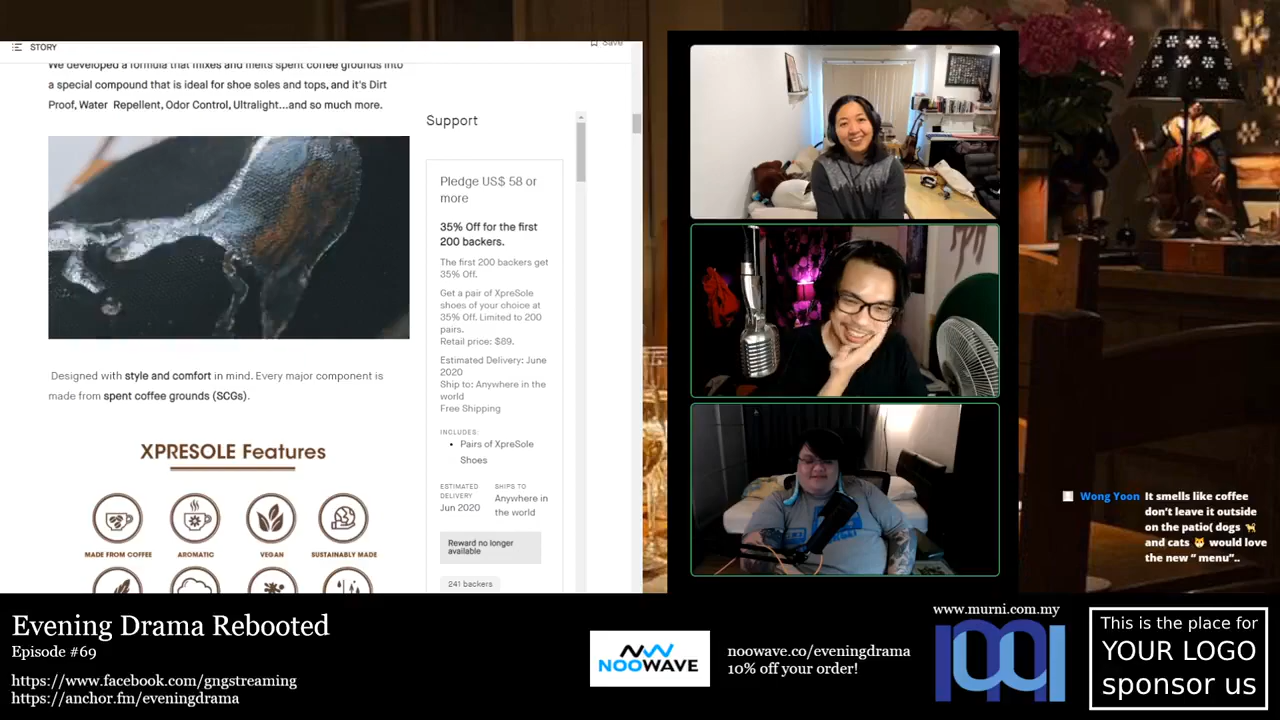 STORY
Save
We developed a formula that mixes and melts spent coffee grounds into
a special compound that is ideal for shoe soles and tops, and it's Dirt
Proof, Water Repellent, Odor Control, Ultralight...and so much more.
Designed with style and comfort in mind. Every major component is
made from spent coffee grounds (SCGs).
XPRESOLE Features
MADE FROM COFFEE
AROMATIC
VEGAN
SUSTAINABLY MADE
Support
Pledge US$ 58 or
more
35% Off for the first
200 backers.
The first 200 backers get
35% Off.
Get a pair of XpreSole
shoes of your choice at
35% Off. Limited to 200
pairs.
Retail price: $89.
Estimated Delivery: June
2020
Ship to: Anywhere in the
world
Free Shipping
INCLUDES:
• Pairs of XpreSole
Shoes
ESTIMATED
DELIVERY
Jun 2020
SHIPS TO
Anywhere in
the world
Reward no longer
available
241 backers
Wong Yoon It smells like coffee
don't leave it outside
on the patio( dogs 🐕
and cats 🐱 would love
the new " menu"..
Evening Drama Rebooted
Episode #69
https://www.facebook.com/gngstreaming
https://anchor.fm/eveningdrama
NOOWAVE
noowave.co/eveningdrama
10% off your order!
www.murni.com.my
This is the place for
YOUR LOGO
sponsor us